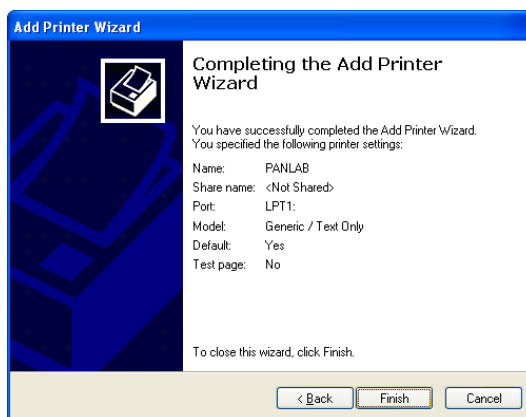 Add Printer Wizard
Completing the Add Printer
Wizard
You have successfully completed the Add Printer Wizard.
You specified the following printer settings:
Name: PANLAB
Share name: <Not Shared>
Port: LPT1:
Model: Generic / Text Only
Default: Yes
Test page: No
To close this wizard, click Finish.
< Back Finish Cancel